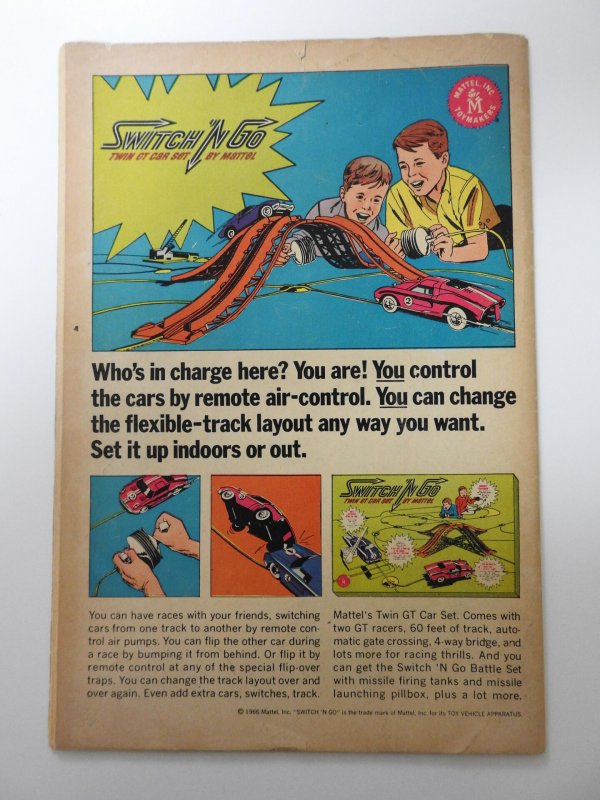 SWITCH 'N GO
TWIN GT CAR SET BY MATTEL
MATTEL, INC.
M
TOYMAKERS
2
Who's in charge here? You are! You control
the cars by remote air-control. You can change
the flexible-track layout any way you want.
Set it up indoors or out.
SWITCH 'N GO
TWIN GT CAR SET BY MATTEL
You can have races with your friends, switching
cars from one track to another by remote con-
trol air pumps. You can flip the other car during
a race by bumping it from behind. Or flip it by
remote control at any of the special flip-over
traps. You can change the track layout over and
over again. Even add extra cars, switches, track.
Mattel's Twin GT Car Set. Comes with
two GT racers, 60 feet of track, auto-
matic gate crossing, 4-way bridge, and
lots more for racing thrills. And you
can get the Switch 'N Go Battle Set
with missile firing tanks and missile
launching pillbox, plus a lot more.
© 1966 Mattel, Inc. "SWITCH 'N GO" is the trade mark of Mattel, Inc. for its TOY VEHICLE APPARATUS.